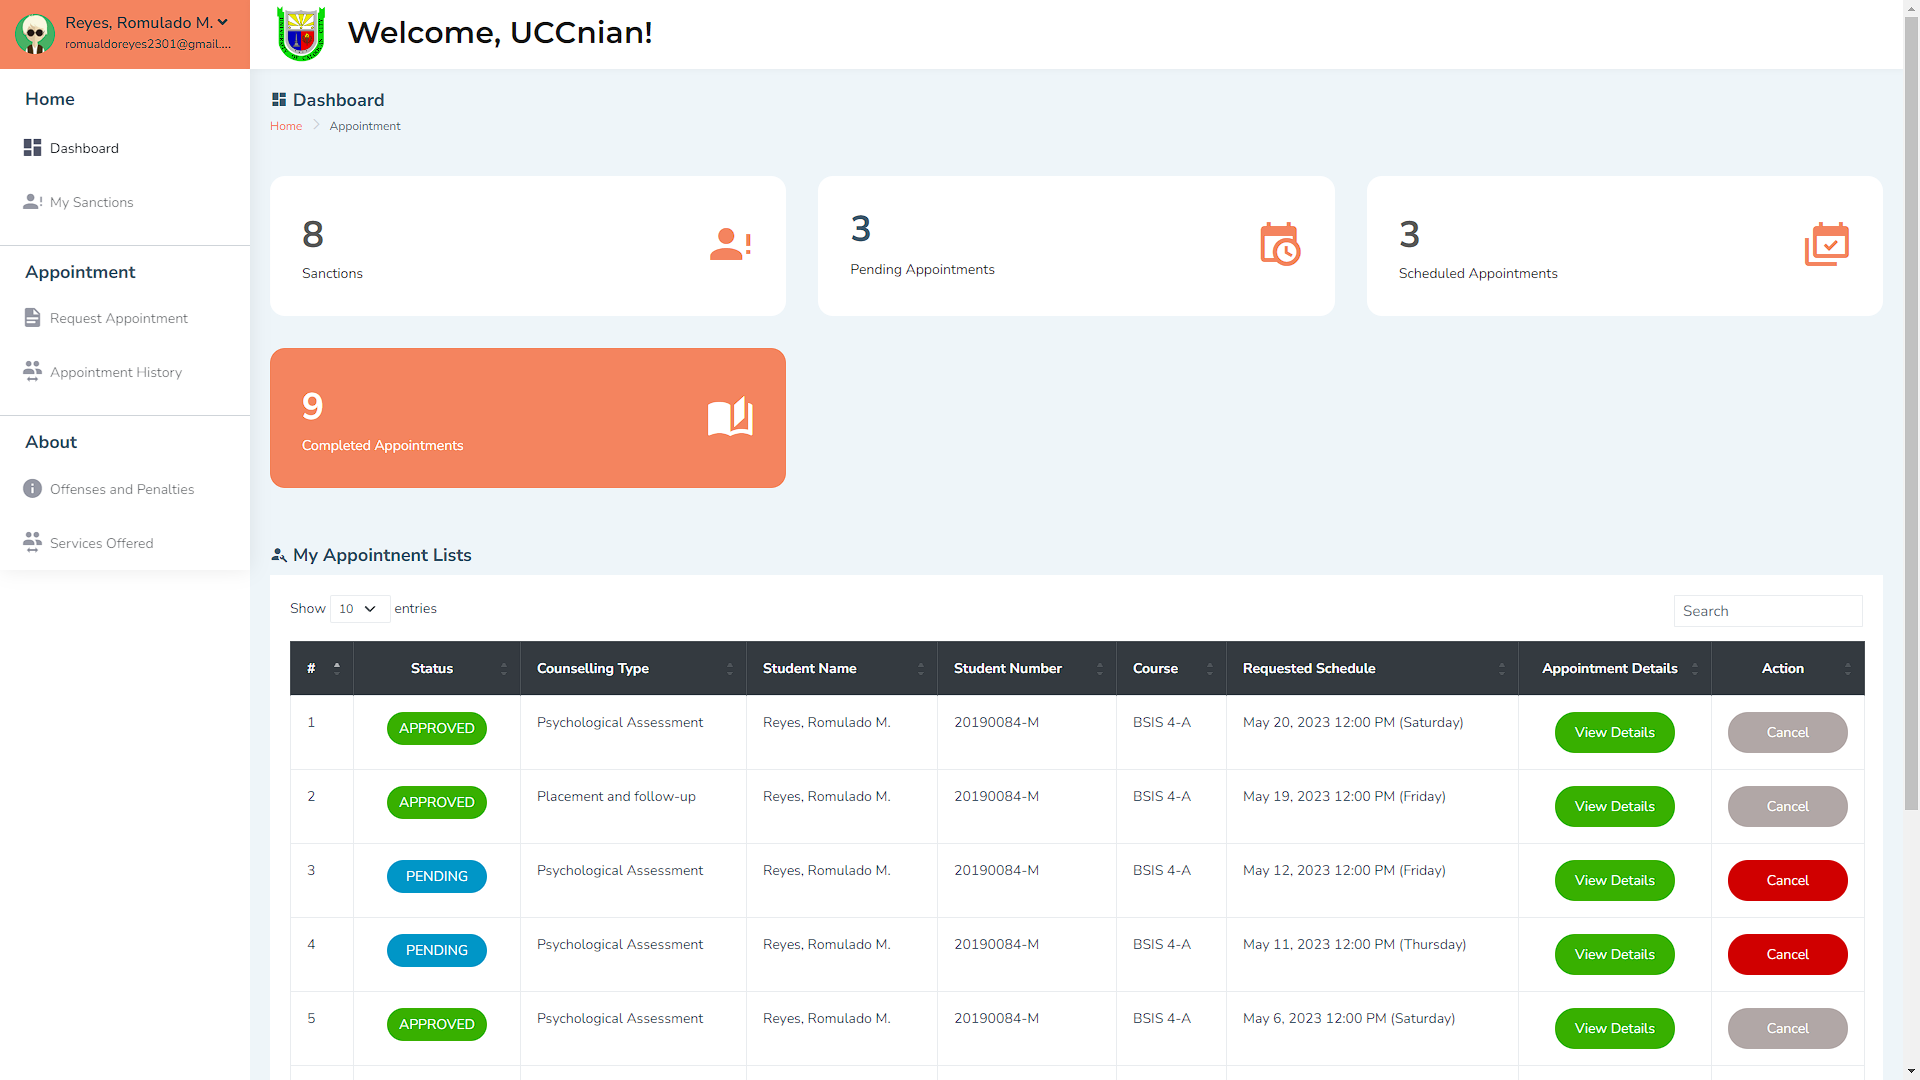 Reyes, Romulado M.
romualdoreyes2301@gmail....
Welcome, UCCnian!
Home
Dashboard
My Sanctions
Appointment
Request Appointment
Appointment History
About
Offenses and Penalties
Services Offered
Dashboard
Home Appointment
8
Sanctions
3
Pending Appointments
3
Scheduled Appointments
9
Completed Appointments
My Appointnent Lists
Show 10 entries
Search
# Status Counselling Type Student Name Student Number Course Requested Schedule Appointment Details Action
1 APPROVED Psychological Assessment Reyes, Romulado M. 20190084-M BSIS 4-A May 20, 2023 12:00 PM (Saturday) View Details Cancel
2 APPROVED Placement and follow-up Reyes, Romulado M. 20190084-M BSIS 4-A May 19, 2023 12:00 PM (Friday) View Details Cancel
3 PENDING Psychological Assessment Reyes, Romulado M. 20190084-M BSIS 4-A May 12, 2023 12:00 PM (Friday) View Details Cancel
4 PENDING Psychological Assessment Reyes, Romulado M. 20190084-M BSIS 4-A May 11, 2023 12:00 PM (Thursday) View Details Cancel
5 APPROVED Psychological Assessment Reyes, Romulado M. 20190084-M BSIS 4-A May 6, 2023 12:00 PM (Saturday) View Details Cancel